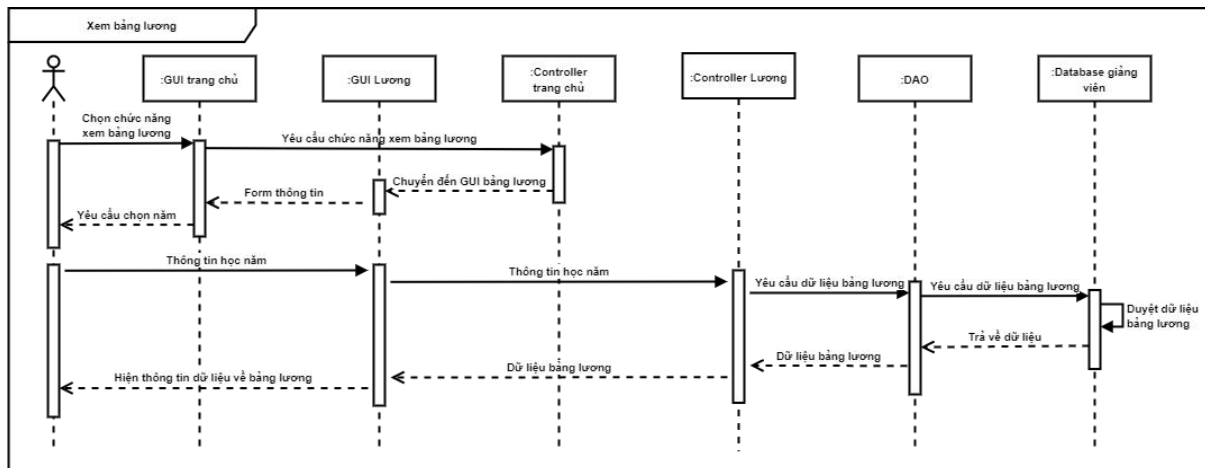 Xem bảng lương
:GUI trang chủ
:GUI Lương
:Controller
trang chủ
:Controller Lương
:DAO
:Database giảng
viên
Chọn chức năng
xem bảng lương
Yêu cầu chức năng xem bảng lương
Chuyển đến GUI bảng lương
Form thông tin
Yêu cầu chọn năm
Thông tin học năm
Thông tin học năm
Yêu cầu dữ liệu bảng lương
Yêu cầu dữ liệu bảng lương
Duyệt dữ liệu
bảng lương
Trả về dữ liệu
Dữ liệu bảng lương
Dữ liệu bảng lương
Hiện thông tin dữ liệu về bảng lương